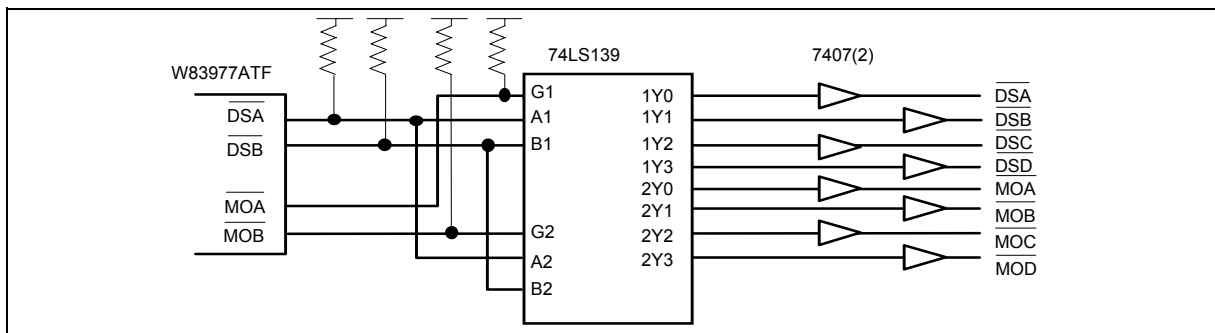 74LS139
7407(2)
W83977ATF
DSA
DSB
MOA
MOB
G1
A1
B1
G2
A2
B2
1Y0
1Y1
1Y2
1Y3
2Y0
2Y1
2Y2
2Y3
DSA
DSB
DSC
DSD
MOA
MOB
MOC
MOD